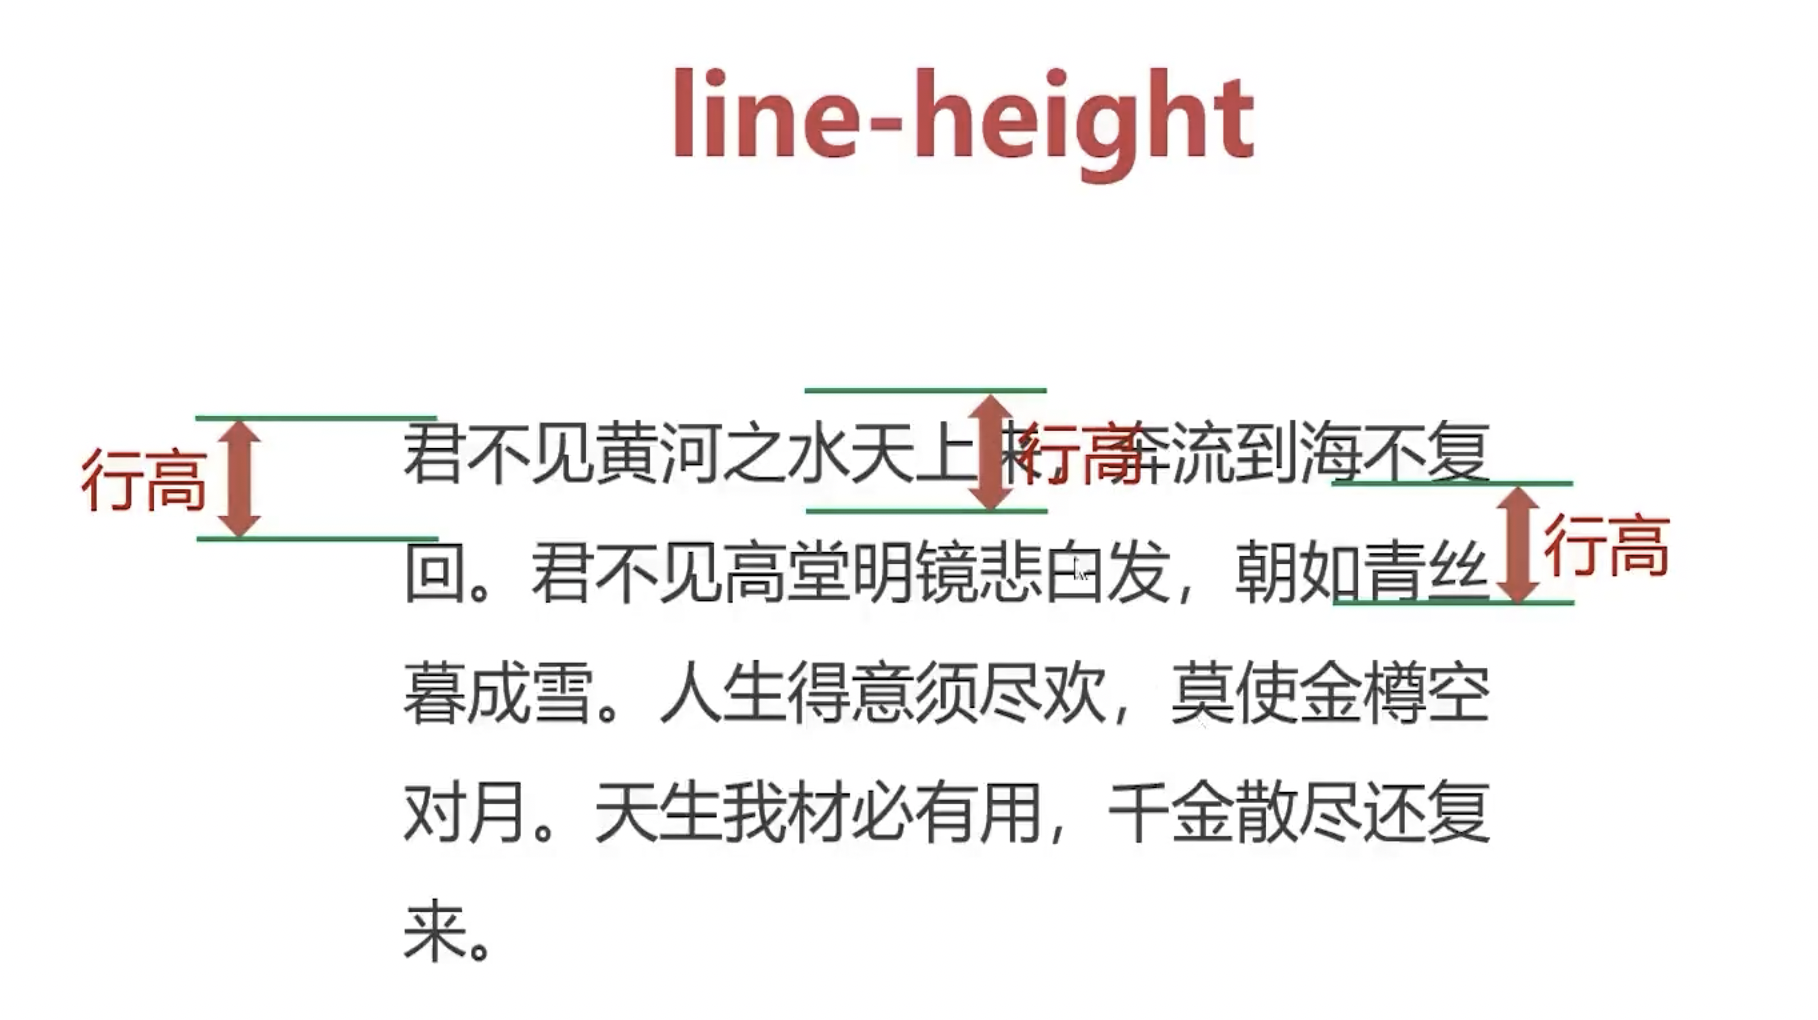 line-height
行高
行高
行高
君不见黄河之水天上来，奔流到海不复
回。君不见高堂明镜悲白发，朝如青丝
暮成雪。人生得意须尽欢，莫使金樽空
对月。天生我材必有用，千金散尽还复
来。